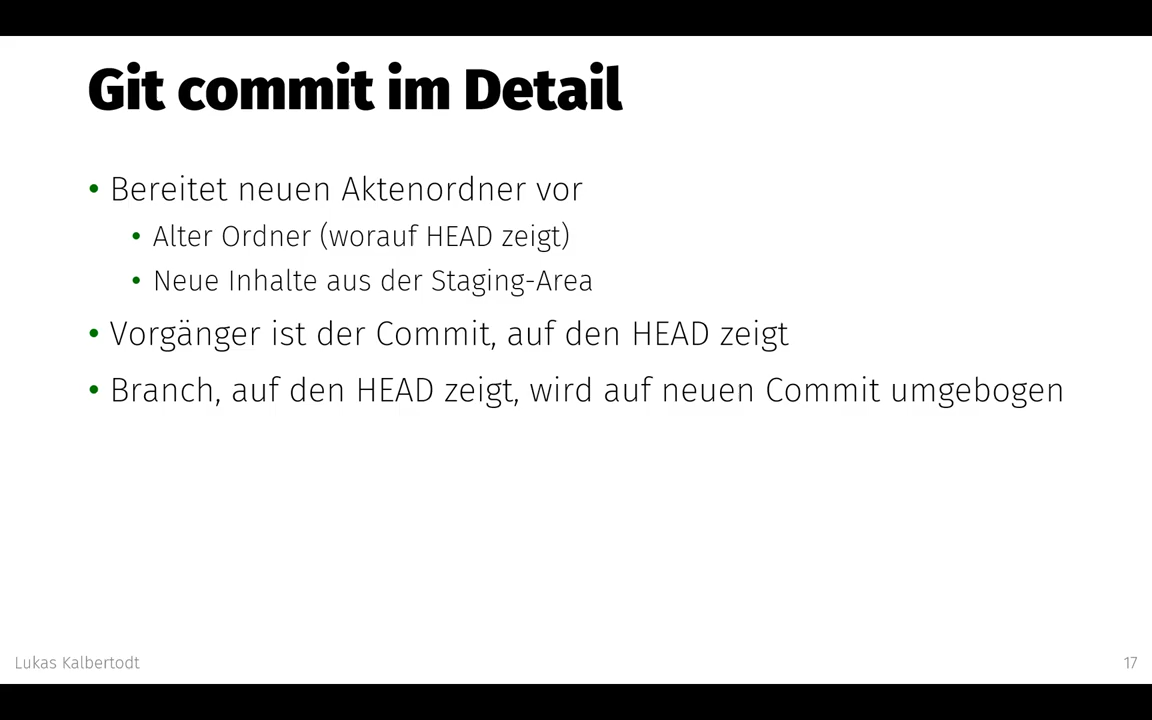 Git commit im Detail
• Bereitet neuen Aktenordner vor
• Alter Ordner (worauf HEAD zeigt)
• Neue Inhalte aus der Staging-Area
• Vorgänger ist der Commit, auf den HEAD zeigt
• Branch, auf den HEAD zeigt, wird auf neuen Commit umgebogen
Lukas Kalbertodt
17